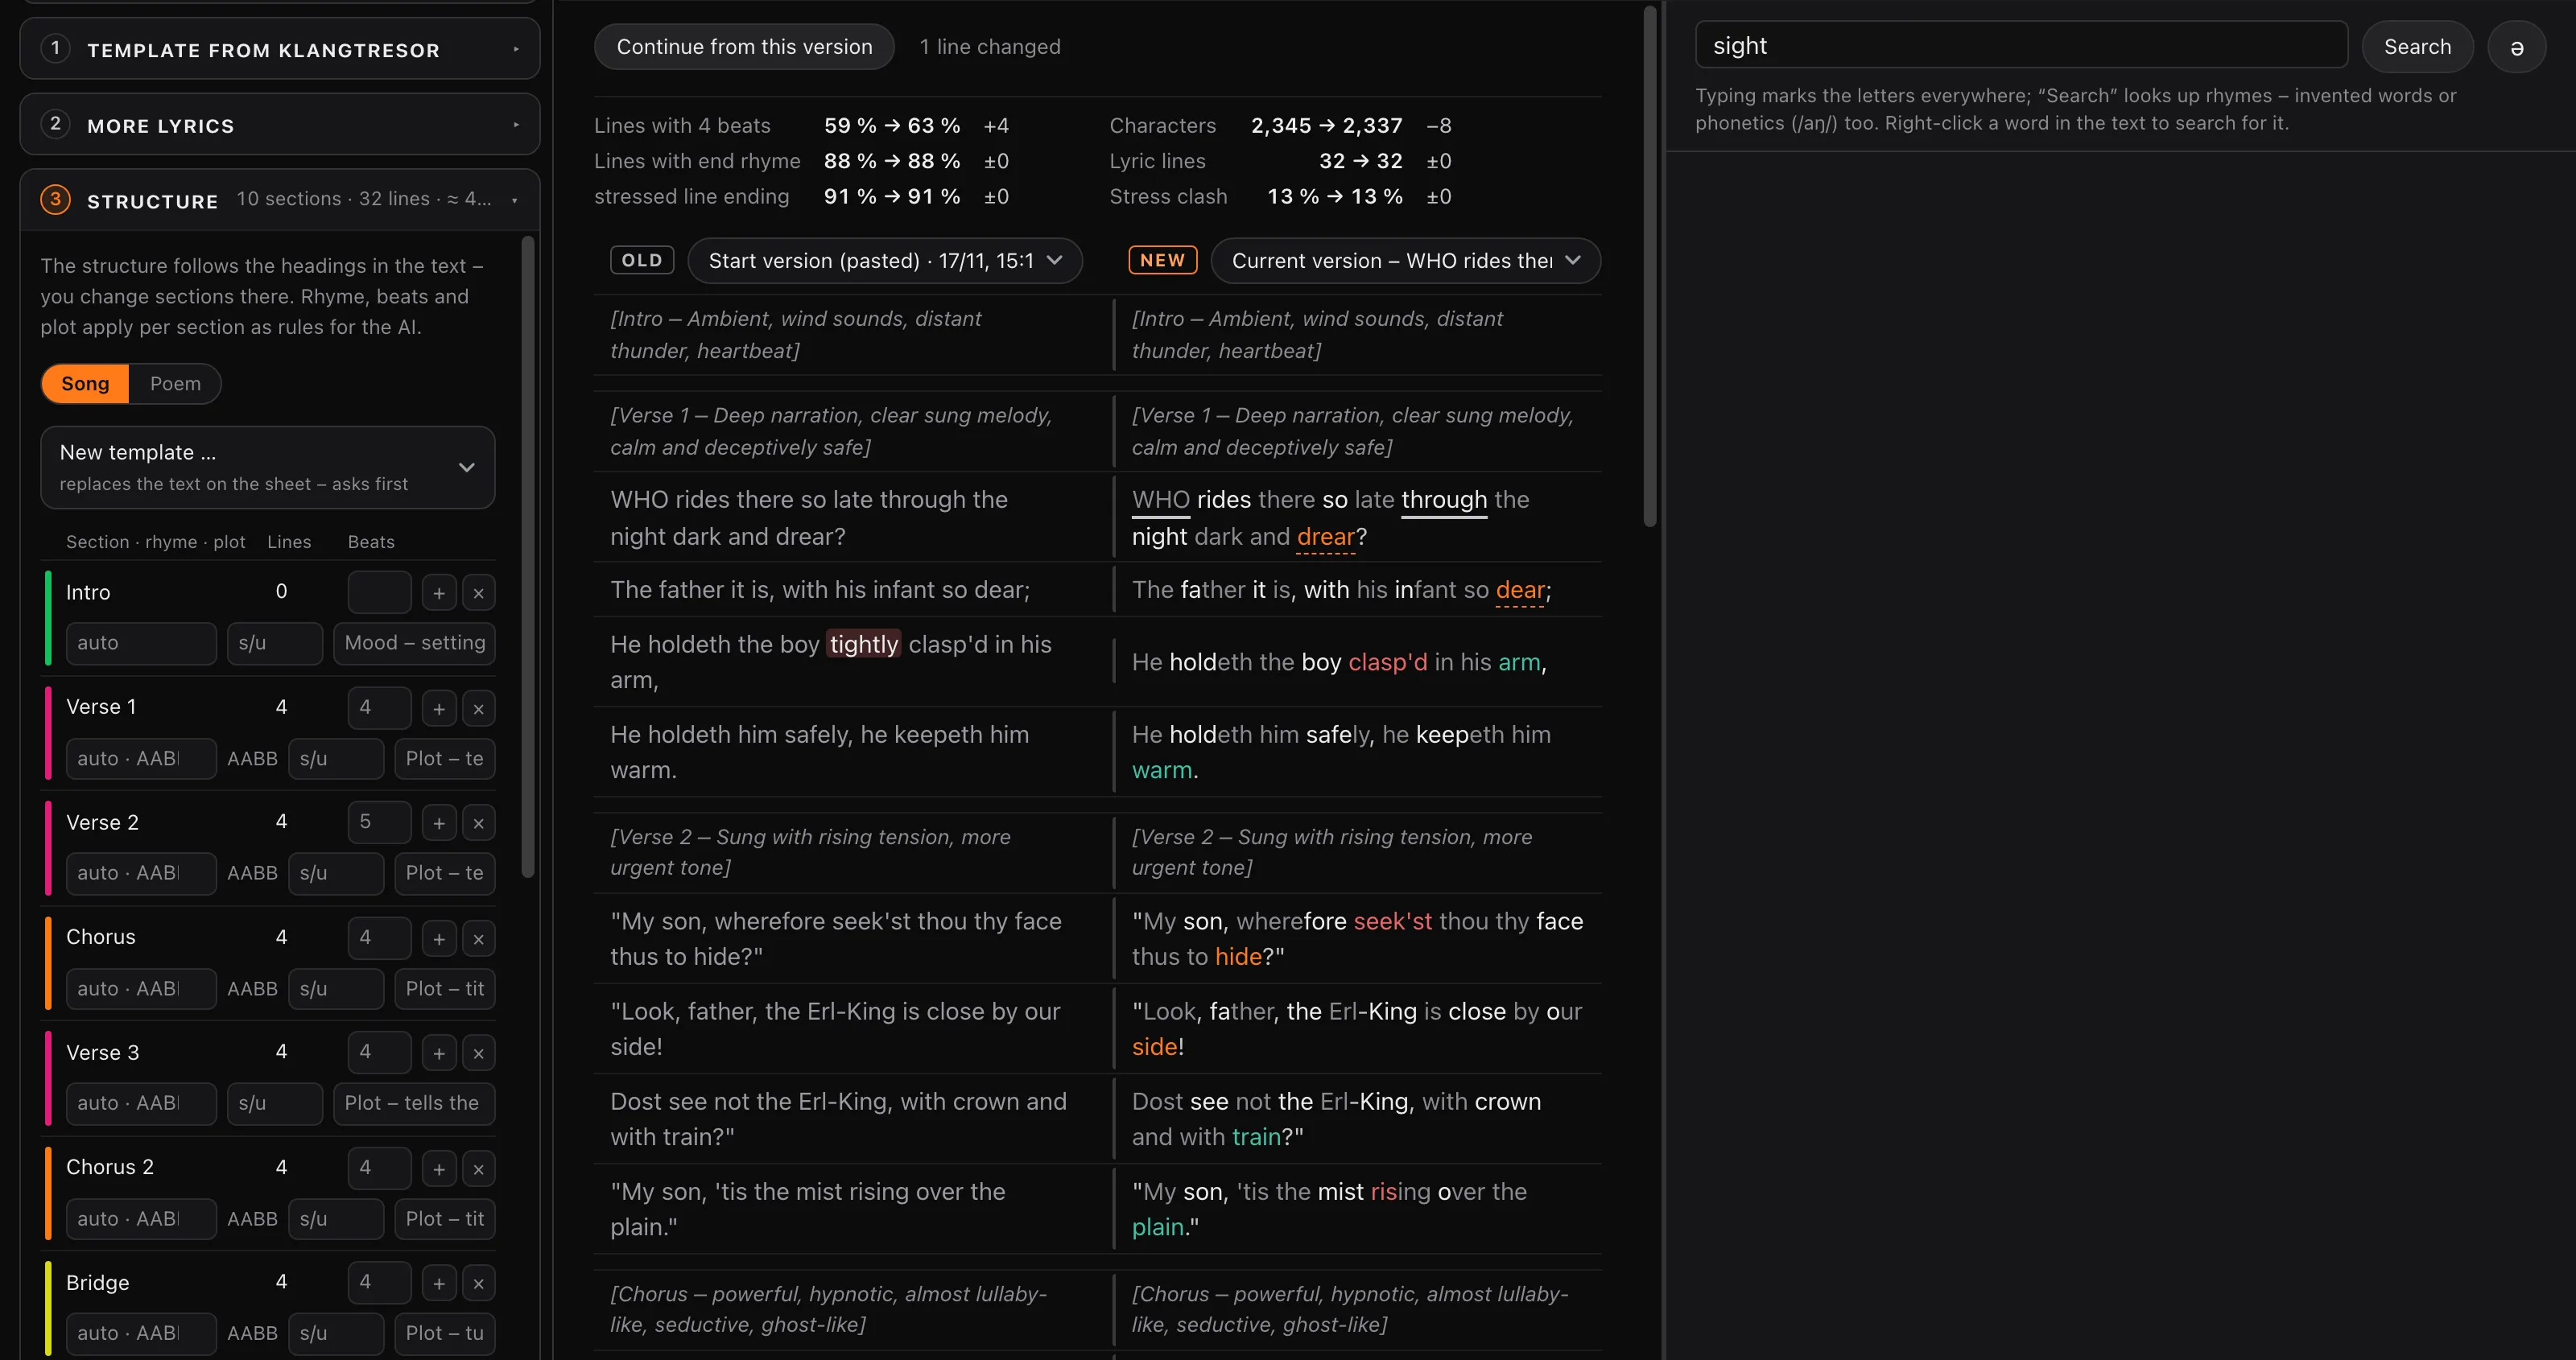 1 TEMPLATE FROM KLANGTRESOR
2 MORE LYRICS
3 STRUCTURE 10 sections · 32 lines · ≈ 4...
The structure follows the headings in the text –
you change sections there. Rhyme, beats and
plot apply per section as rules for the AI.
Song Poem
New template ...
replaces the text on the sheet – asks first
Section · rhyme · plot Lines Beats
Intro 0 + ×
auto s/u Mood – setting
Verse 1 4 4 + ×
auto · AAB AABB s/u Plot – te
Verse 2 4 5 + ×
auto · AAB AABB s/u Plot – te
Chorus 4 4 + ×
auto · AAB AABB s/u Plot – tit
Verse 3 4 4 + ×
auto · AAB s/u Plot – tells the
Chorus 2 4 4 + ×
auto · AAB AABB s/u Plot – tit
Bridge 4 4 + ×
auto · AAB AABB s/u Plot – tu
Continue from this version 1 line changed
Lines with 4 beats 59 % → 63 % +4 Characters 2,345 → 2,337 −8
Lines with end rhyme 88 % → 88 % ±0 Lyric lines 32 → 32 ±0
stressed line ending 91 % → 91 % ±0 Stress clash 13 % → 13 % ±0
OLD Start version (pasted) · 17/11, 15:1
[Intro – Ambient, wind sounds, distant
thunder, heartbeat]
[Verse 1 – Deep narration, clear sung melody,
calm and deceptively safe]
WHO rides there so late through the
night dark and drear?
The father it is, with his infant so dear;
He holdeth the boy tightly clasp'd in his
arm,
He holdeth him safely, he keepeth him
warm.
[Verse 2 – Sung with rising tension, more
urgent tone]
"My son, wherefore seek'st thou thy face
thus to hide?"
"Look, father, the Erl-King is close by our
side!
Dost see not the Erl-King, with crown and
with train?"
"My son, 'tis the mist rising over the
plain."
[Chorus – powerful, hypnotic, almost lullaby-
like, seductive, ghost-like]
NEW Current version – WHO rides ther
[Intro – Ambient, wind sounds, distant
thunder, heartbeat]
[Verse 1 – Deep narration, clear sung melody,
calm and deceptively safe]
WHO rides there so late through the
night dark and drear?
The father it is, with his infant so dear;
He holdeth the boy clasp'd in his arm,
He holdeth him safely, he keepeth him
warm.
[Verse 2 – Sung with rising tension, more
urgent tone]
"My son, wherefore seek'st thou thy face
thus to hide?"
"Look, father, the Erl-King is close by our
side!
Dost see not the Erl-King, with crown
and with train?"
"My son, 'tis the mist rising over the
plain."
[Chorus – powerful, hypnotic, almost lullaby-
like, seductive, ghost-like]
sight Search ə
Typing marks the letters everywhere; “Search” looks up rhymes – invented words or
phonetics (/aŋ/) too. Right-click a word in the text to search for it.